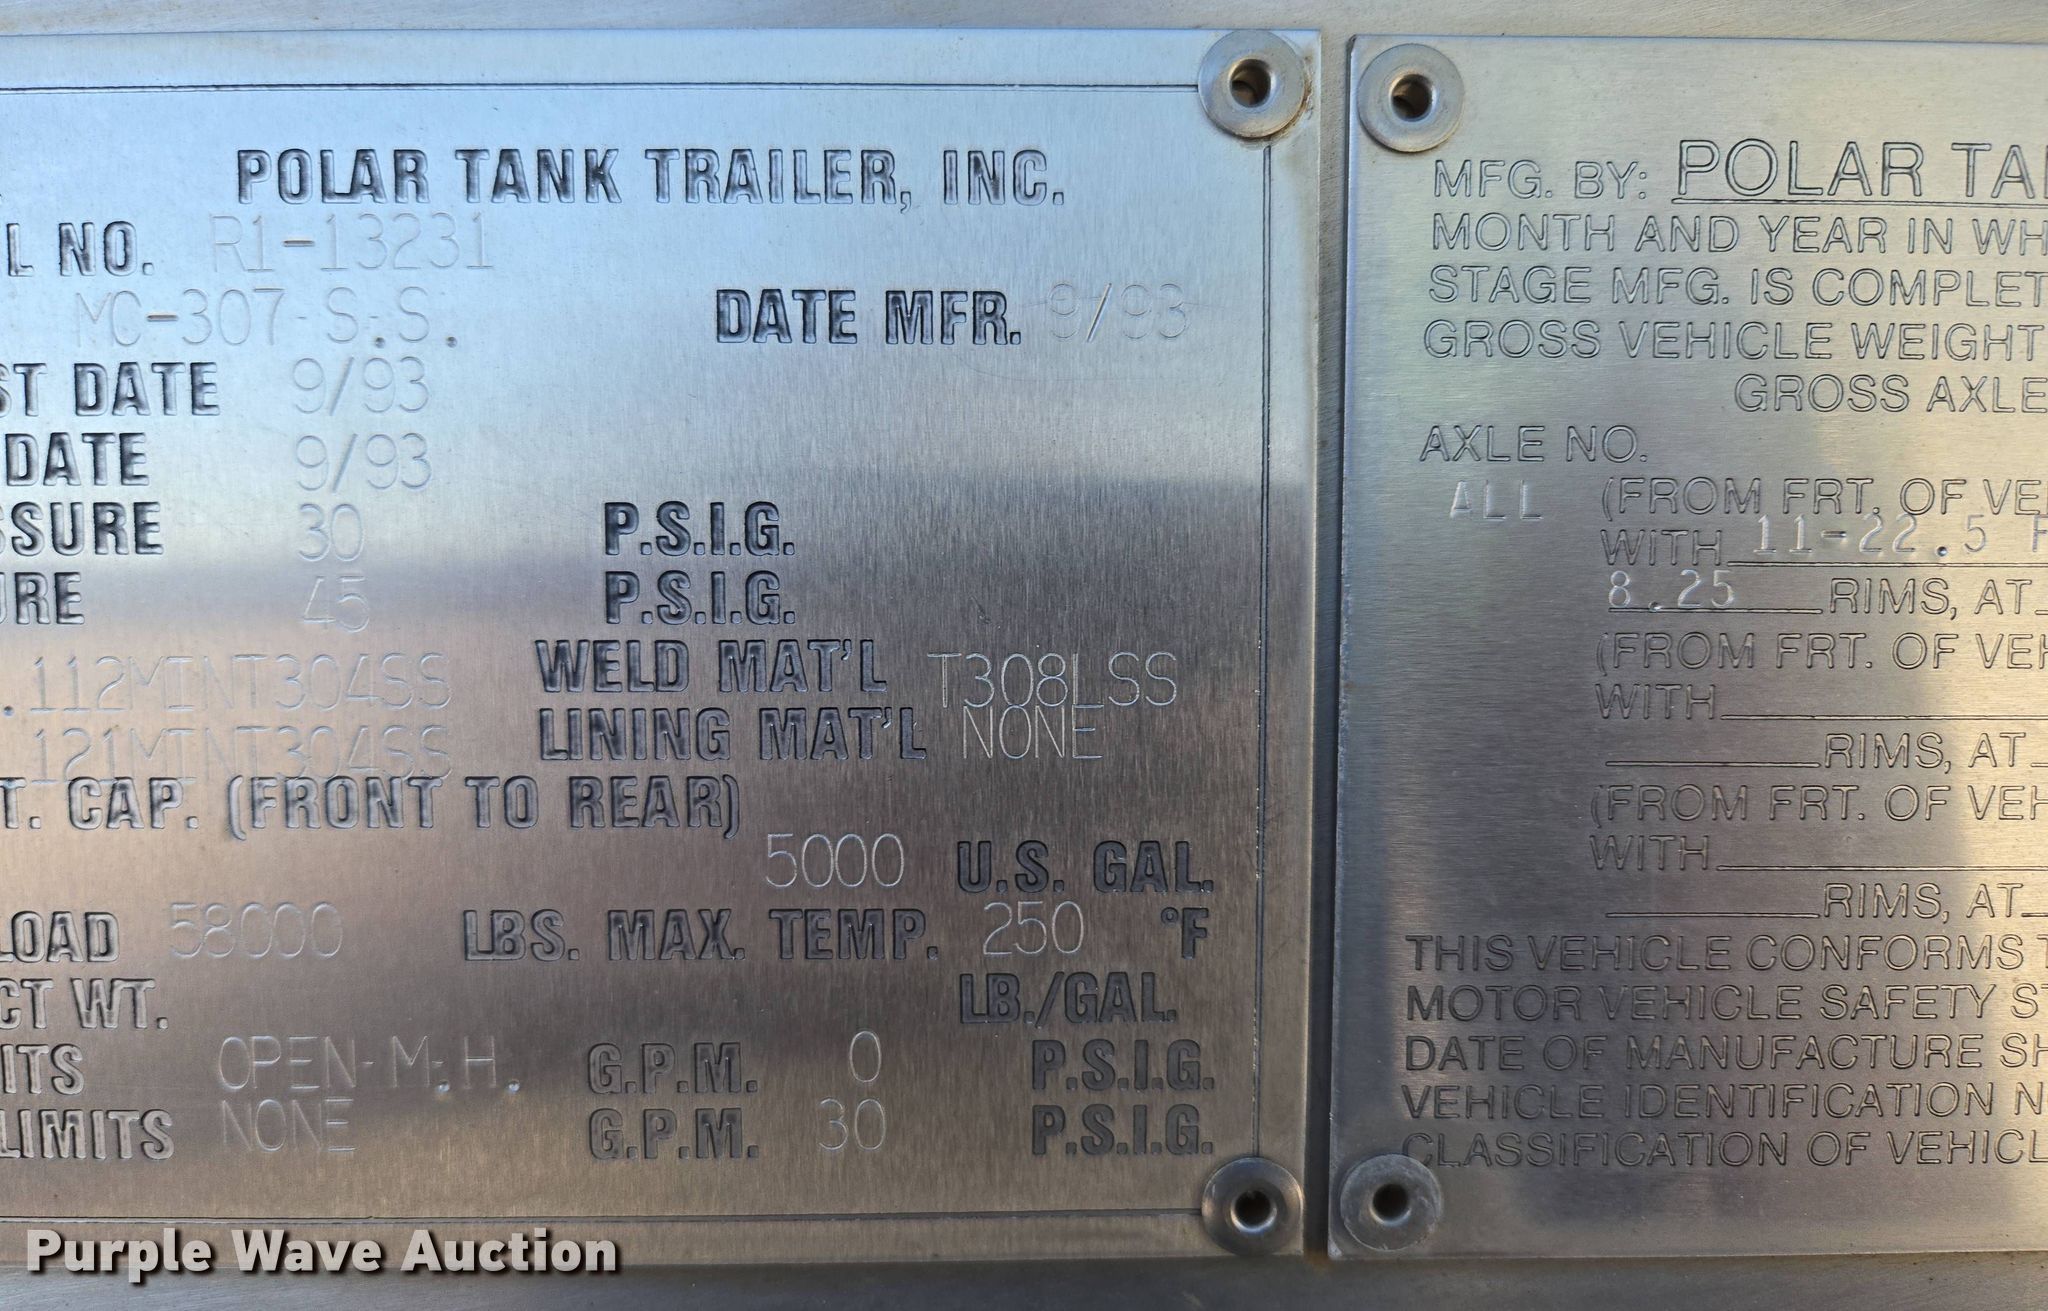 POLAR TANK TRAILER, INC.
L NO. R1-13231
MC-307-S.S. DATE MFR. 9/93
ST DATE 9/93
DATE 9/93
SSURE 30 P.S.I.G.
URE 45 P.S.I.G.
.112MINT304SS WELD MAT'L T308LSS
121MINT304SS LINING MAT'L NONE
T. CAP. (FRONT TO REAR)
5000 U.S. GAL.
LOAD 58000 LBS. MAX. TEMP. 250 °F
CT WT. LB./GAL.
ITS OPEN-M.H. G.P.M. 0 P.S.I.G.
LIMITS NONE G.P.M. 30 P.S.I.G.
MFG. BY: POLAR TAN
MONTH AND YEAR IN WH
STAGE MFG. IS COMPLET
GROSS VEHICLE WEIGHT
GROSS AXLE
AXLE NO.
ALL (FROM FRT. OF VEH
WITH 11-22.5
8.25 RIMS, AT
(FROM FRT. OF VEH
WITH
RIMS, AT
(FROM FRT. OF VEH
WITH
RIMS, AT
THIS VEHICLE CONFORMS T
MOTOR VEHICLE SAFETY ST
DATE OF MANUFACTURE SH
VEHICLE IDENTIFICATION N
CLASSIFICATION OF VEHICL
Purple Wave Auction